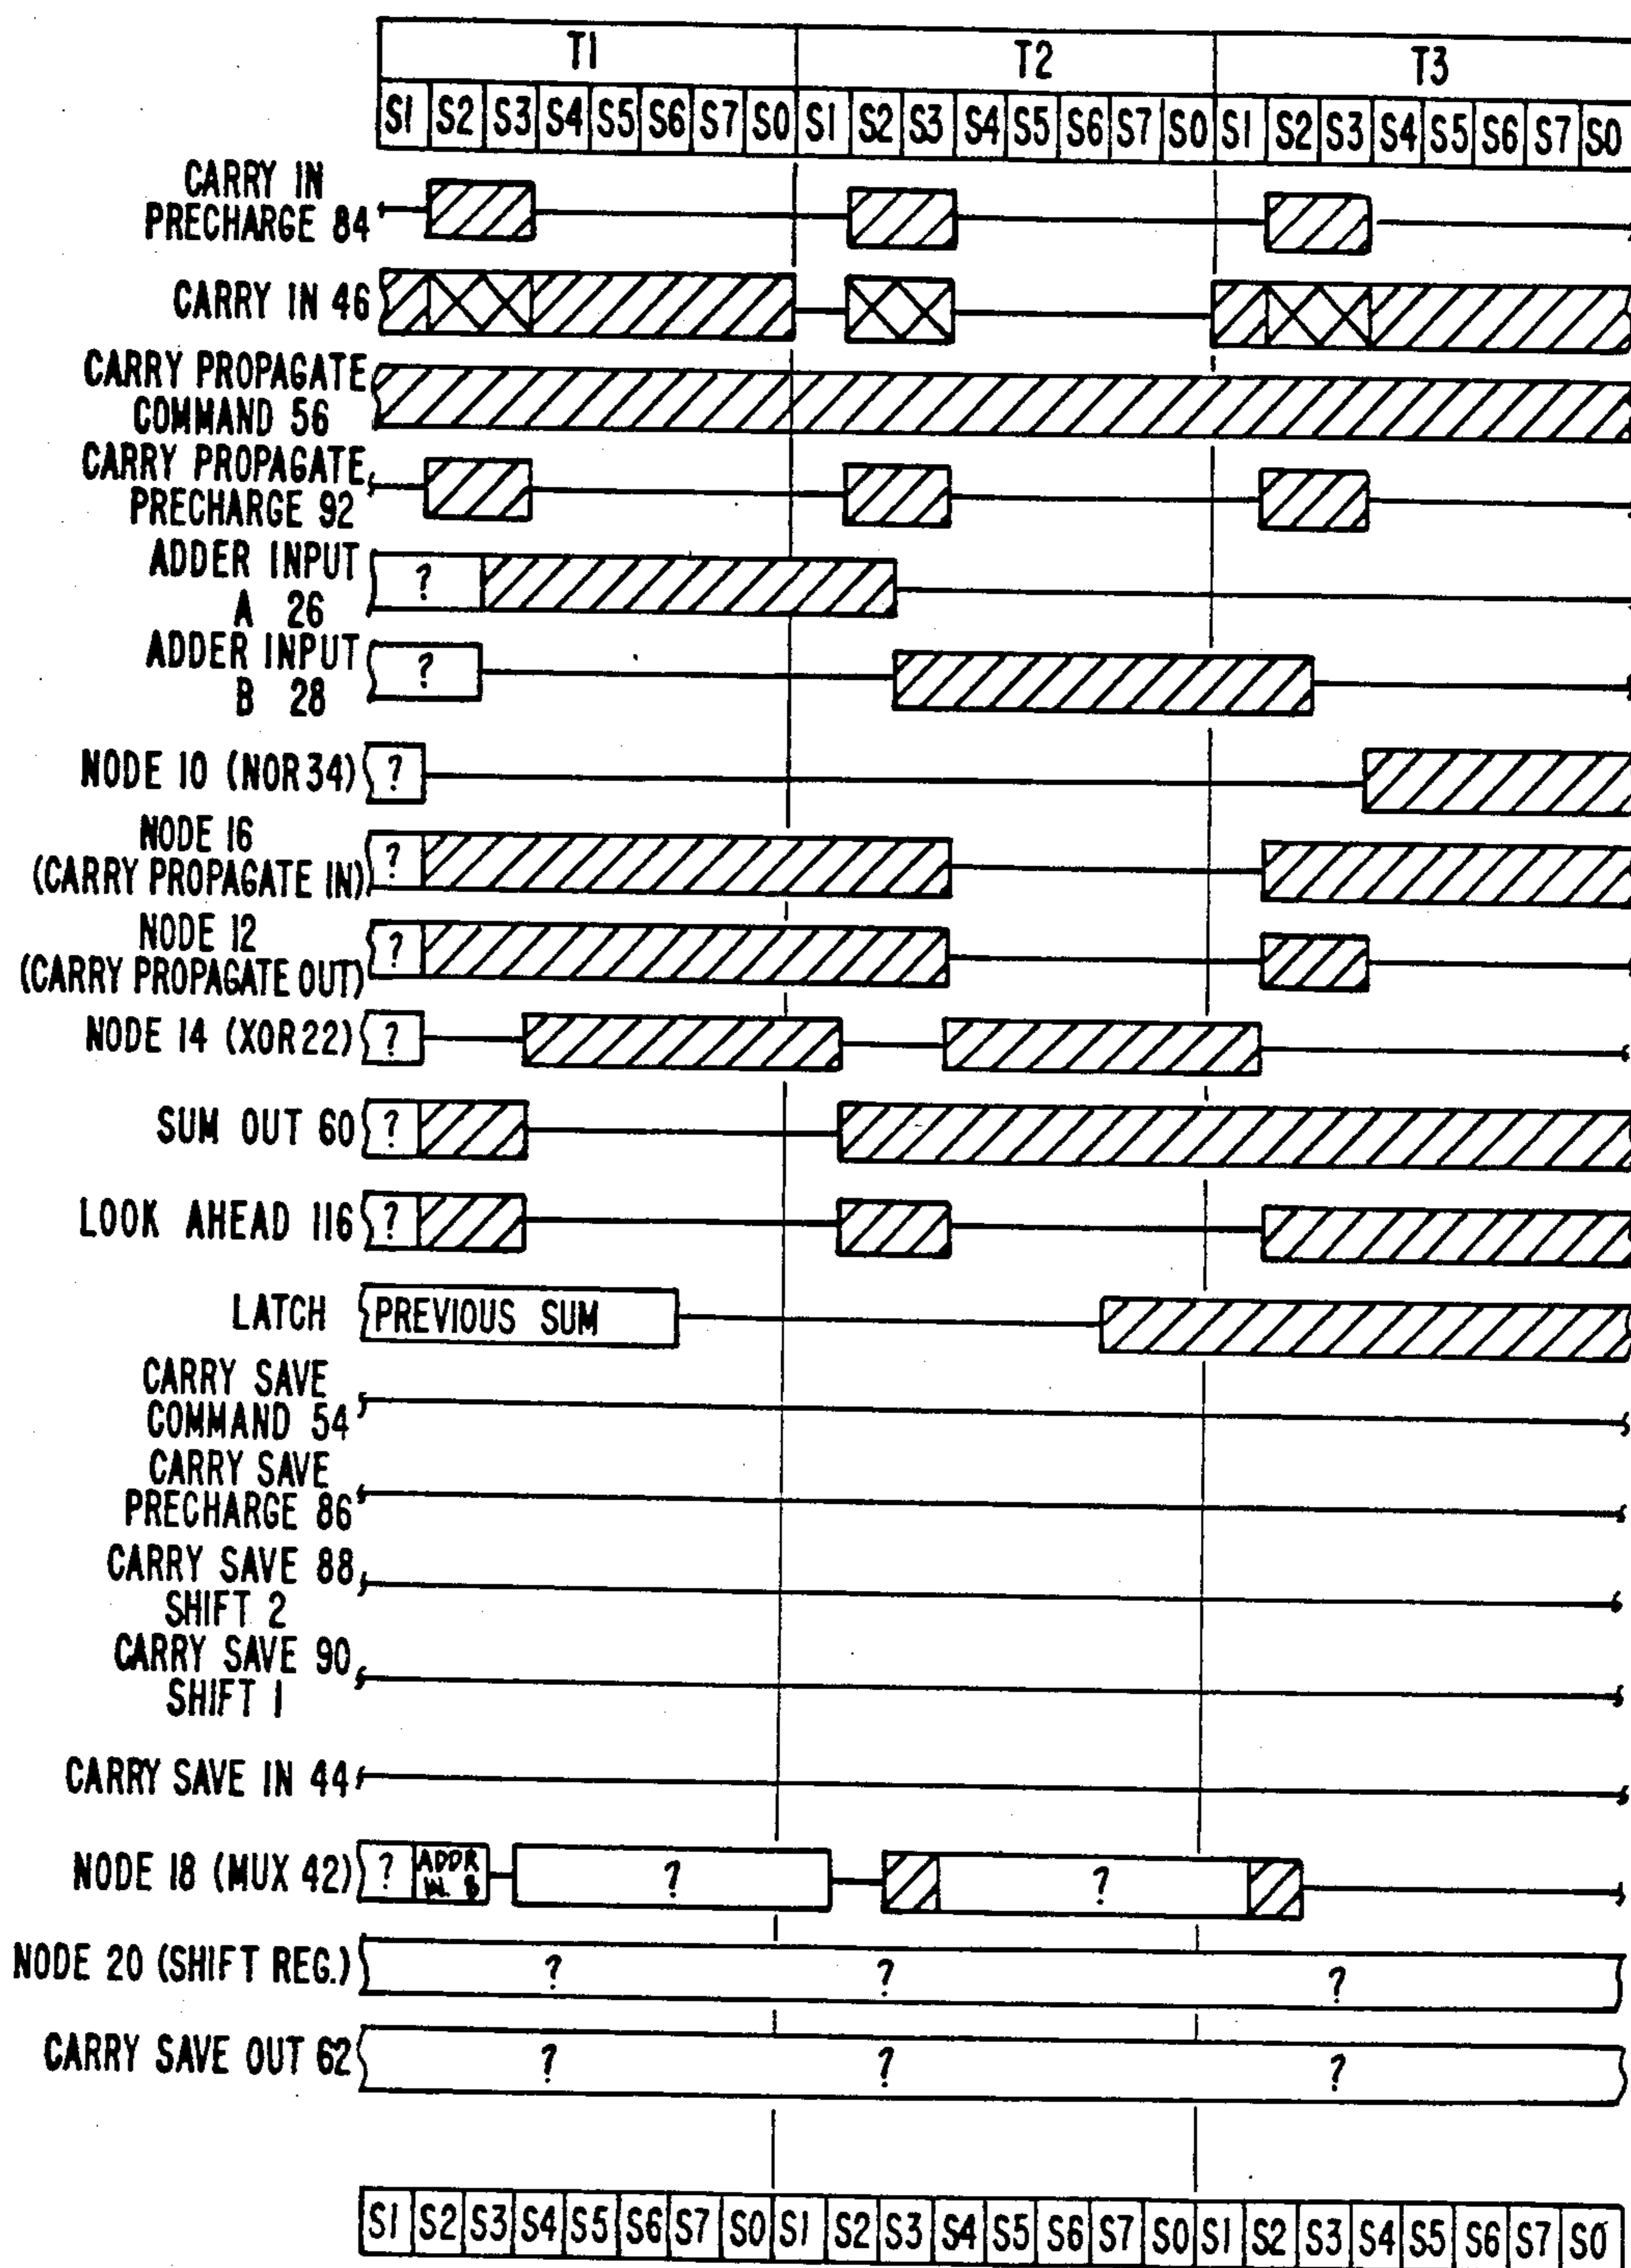 T1 T2 T3
S1 S2 S3 S4 S5 S6 S7 S0 S1 S2 S3 S4 S5 S6 S7 S0 S1 S2 S3 S4 S5 S6 S7 S0
CARRY IN
PRECHARGE 84
CARRY IN 46
CARRY PROPAGATE
COMMAND 56
CARRY PROPAGATE
PRECHARGE 92
ADDER INPUT
A 26
?
ADDER INPUT
B 28
?
NODE 10 (NOR 34) ?
NODE 16
(CARRY PROPAGATE IN)
?
NODE 12
(CARRY PROPAGATE OUT)
?
NODE 14 (XOR 22) ?
SUM OUT 60 ?
LOOK AHEAD 116 ?
LATCH PREVIOUS SUM
CARRY SAVE
COMMAND 54
CARRY SAVE
PRECHARGE 86
CARRY SAVE 88
SHIFT 2
CARRY SAVE 90
SHIFT 1
CARRY SAVE IN 44
NODE 18 (MUX 42) ? ADDR ? ?
IN. B
NODE 20 (SHIFT REG.) ? ? ?
CARRY SAVE OUT 62 ? ? ?
S1 S2 S3 S4 S5 S6 S7 S0 S1 S2 S3 S4 S5 S6 S7 S0 S1 S2 S3 S4 S5 S6 S7 S0